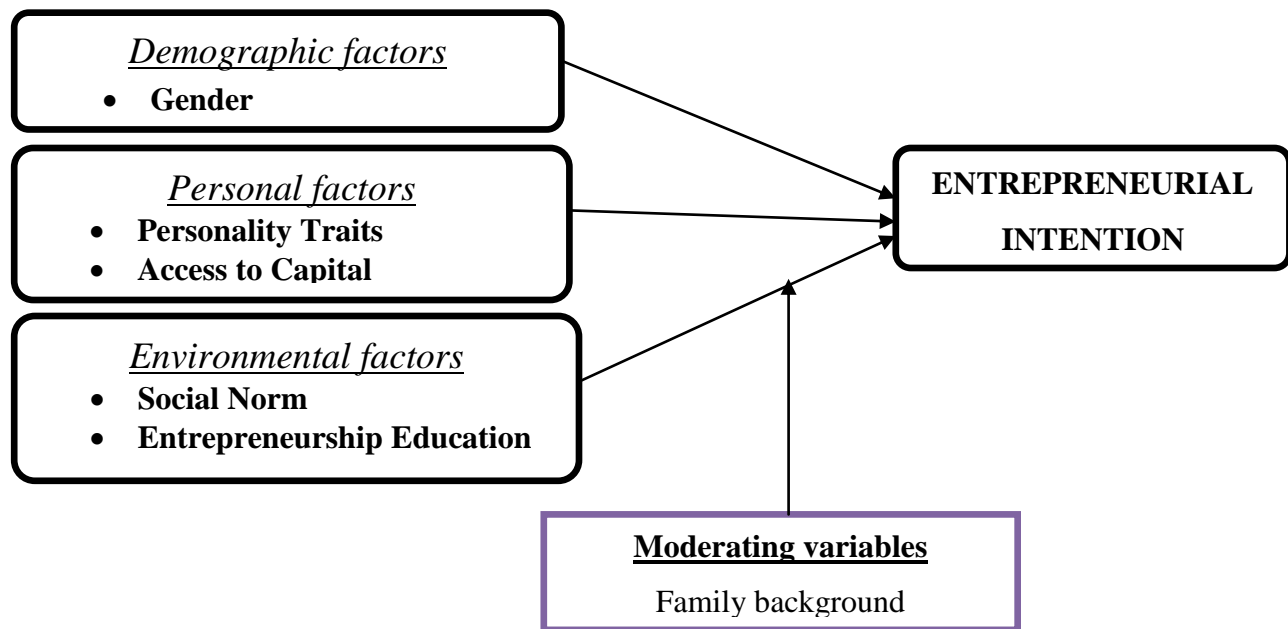 Demographic factors
• Gender
Personal factors
• Personality Traits
• Access to Capital
ENTREPRENEURIAL
INTENTION
Environmental factors
• Social Norm
• Entrepreneurship Education
Moderating variables
Family background